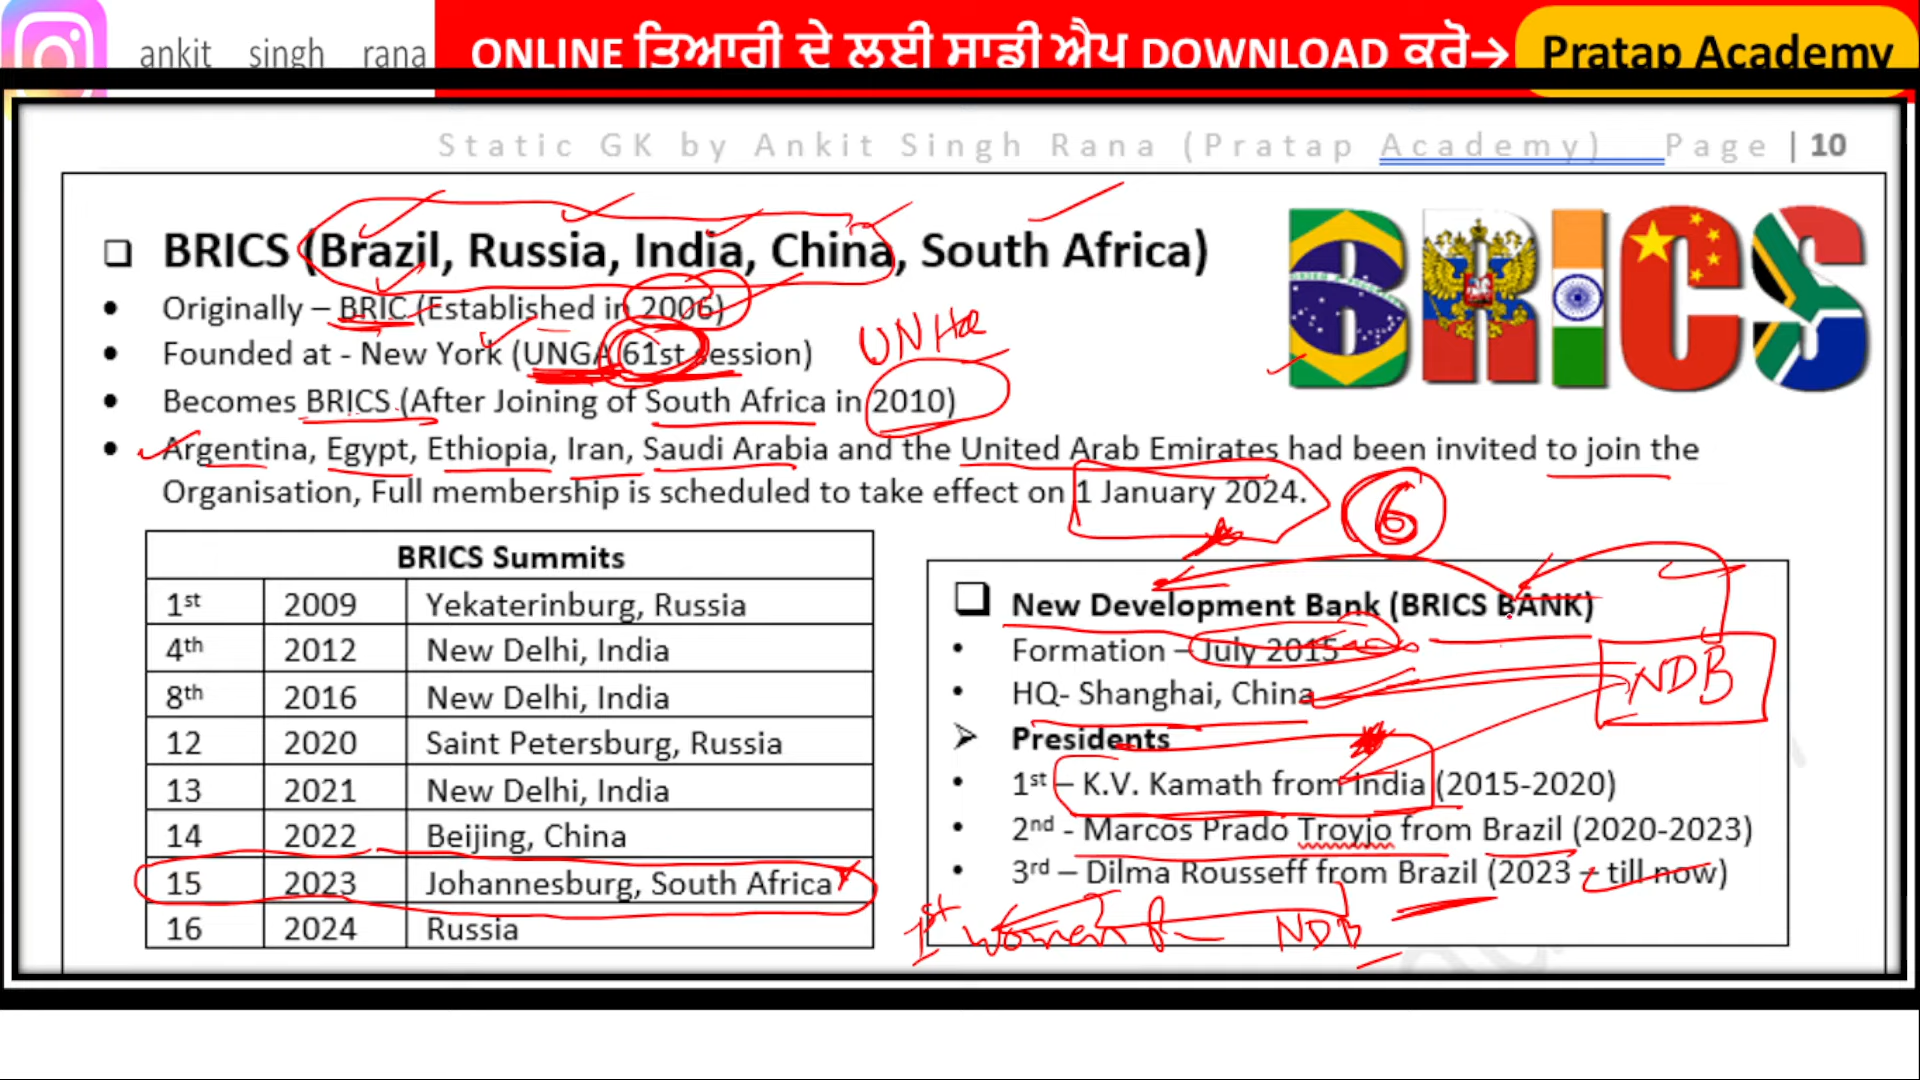 ankit singh rana ONLINE ਤਿਆਰੀ ਦੇ ਲਈ ਸਾਡੀ ਐਪ DOWNLOAD ਕਰੋ→ Pratap Academy
Static GK by Ankit Singh Rana (Pratap Academy) Page | 10
❑ BRICS (Brazil, Russia, India, China, South Africa)
• Originally – BRIC (Established in 2006)
• Founded at - New York (UNGA 61st session)
UN HQ
• Becomes BRICS (After Joining of South Africa in 2010)
• Argentina, Egypt, Ethiopia, Iran, Saudi Arabia and the United Arab Emirates had been invited to join the
Organisation, Full membership is scheduled to take effect on 1 January 2024.
6
BRICS Summits
1st 2009 Yekaterinburg, Russia
4th 2012 New Delhi, India
8th 2016 New Delhi, India
12 2020 Saint Petersburg, Russia
13 2021 New Delhi, India
14 2022 Beijing, China
15 2023 Johannesburg, South Africa
16 2024 Russia
❑ New Development Bank (BRICS BANK)
• Formation – July 2015
• HQ- Shanghai, China
NDB
➢ Presidents
• 1st – K.V. Kamath from India (2015-2020)
• 2nd - Marcos Prado Troyjo from Brazil (2020-2023)
• 3rd – Dilma Rousseff from Brazil (2023 – till now)
1st women NDB
BRICS